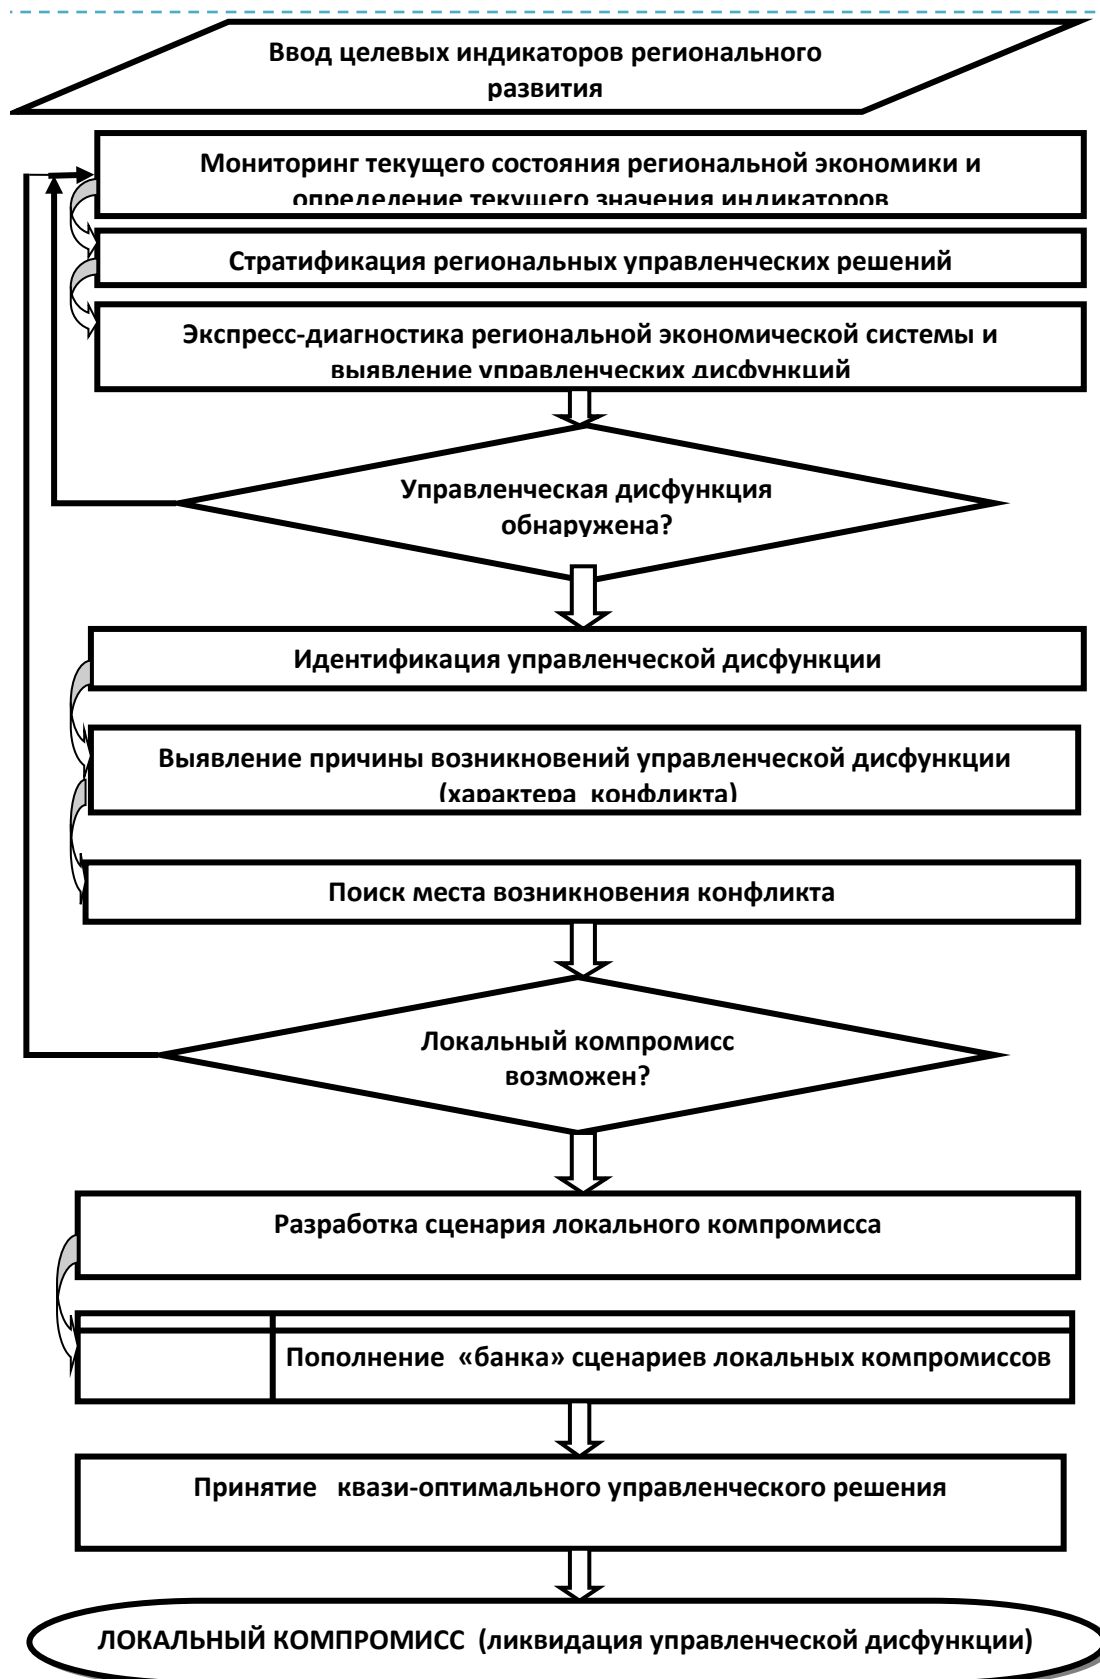 Ввод целевых индикаторов регионального
развития
Мониторинг текущего состояния региональной экономики и
определение текущего значения индикаторов
Стратификация региональных управленческих решений
Экспресс-диагностика региональной экономической системы и
выявление управленческих дисфункций
Управленческая дисфункция
обнаружена?
Идентификация управленческой дисфункции
Выявление причины возникновений управленческой дисфункции
(характера конфликта)
Поиск места возникновения конфликта
Локальный компромисс
возможен?
Разработка сценария локального компромисса
Пополнение «банка» сценариев локальных компромиссов
Принятие квази-оптимального управленческого решения
ЛОКАЛЬНЫЙ КОМПРОМИСС (ликвидация управленческой дисфункции)